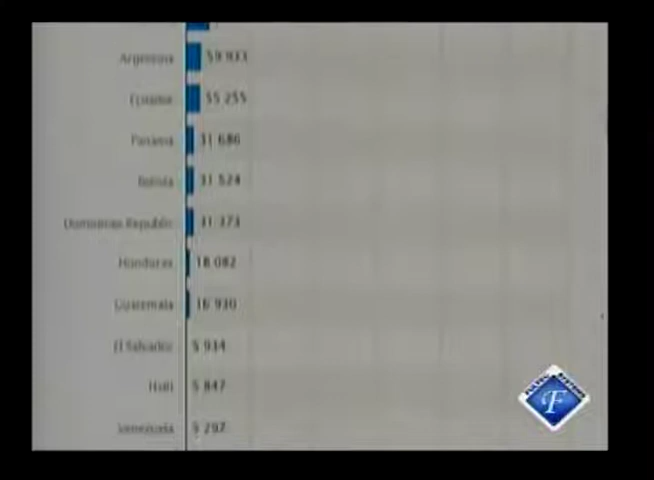 Argentina 59 933
Ecuador 55 255
Panama 31 686
Bolivia 31 524
Dominican Republic 31 373
Honduras 18 082
Guatemala 16 930
El Salvador 5 934
Haiti 5 847
Venezuela 5 297
F